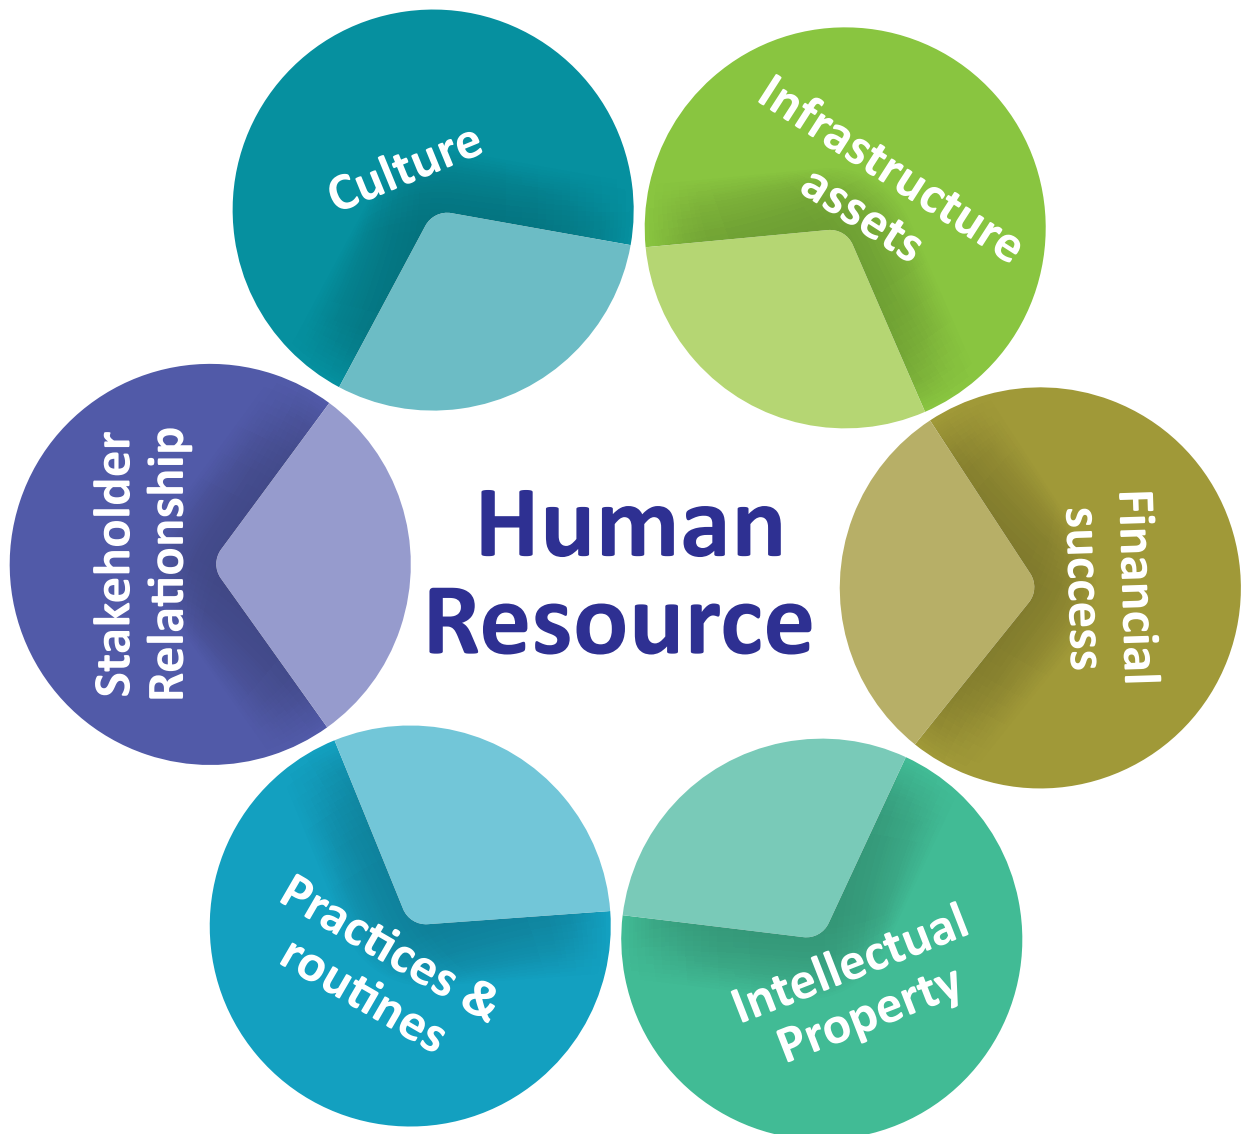 Culture
Infrastructure
assets
Stakeholder
Relationship
Human
Resource
Financial
success
Practices &
routines
Intellectual
Property